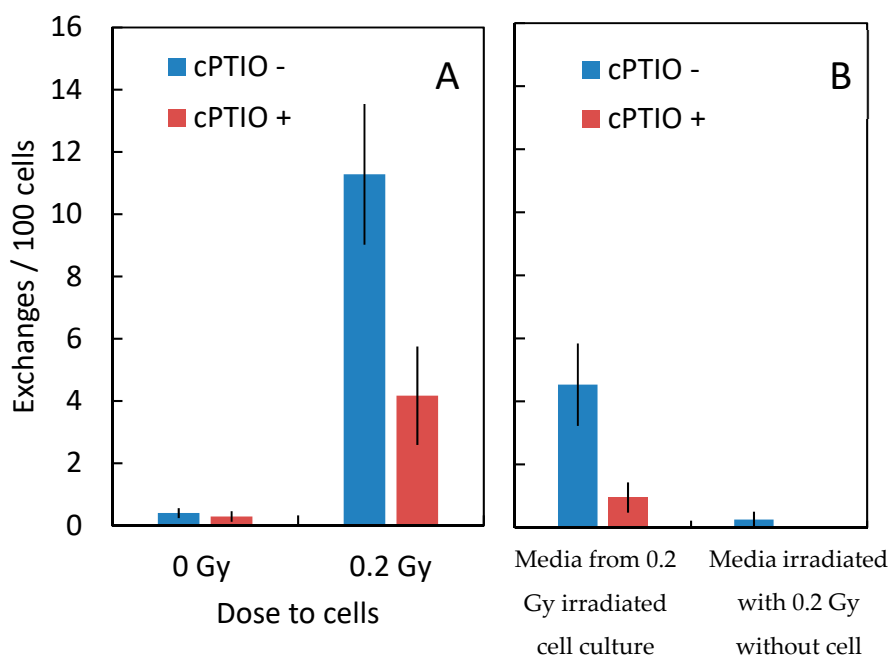 16
14
12
10
8
6
4
2
0
Exchanges / 100 cells
cPTIO -
cPTIO +
A
0 Gy
0.2 Gy
Dose to cells
cPTIO -
cPTIO +
B
Media from 0.2
Gy irradiated
cell culture
Media irradiated
with 0.2 Gy
without cell